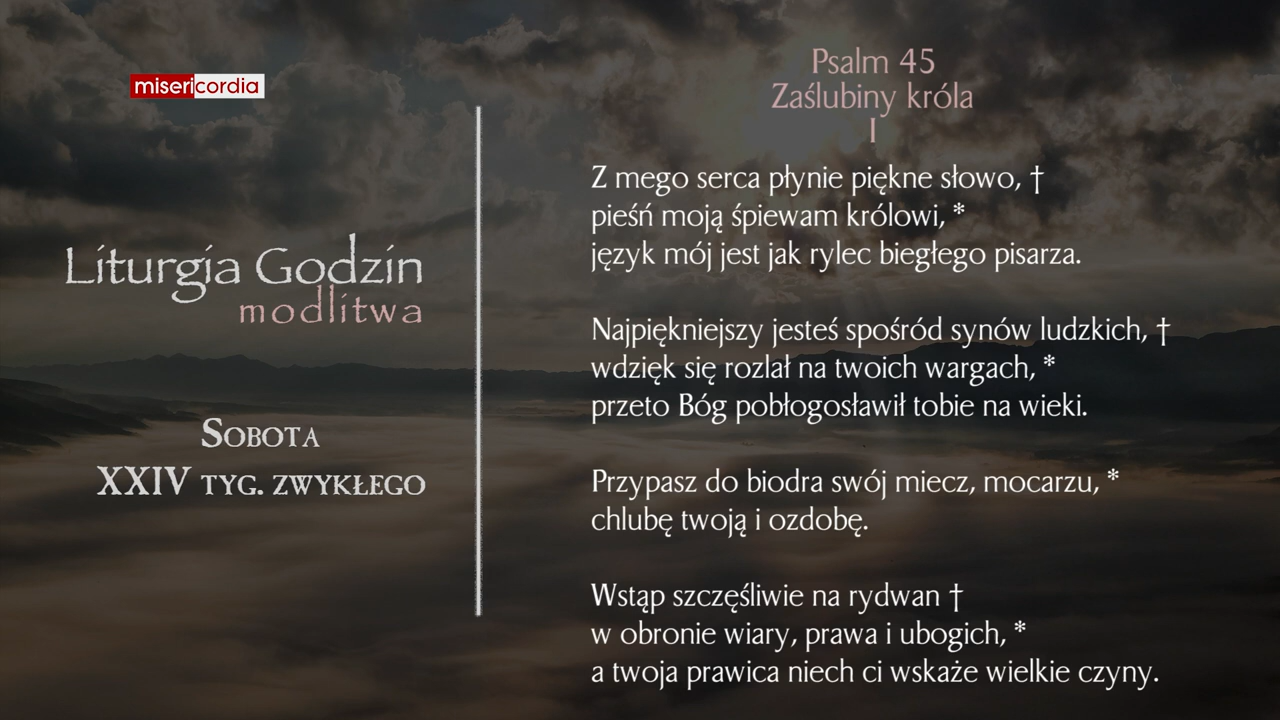 misericordia
Liturgia Godzin
modlitwa
Sobota
XXIV tyg. zwykłego
Psalm 45
Zaślubiny króla
I
Z mego serca płynie piękne słowo, †
pieśń moją śpiewam królowi, *
język mój jest jak rylec biegłego pisarza.
Najpiękniejszy jesteś spośród synów ludzkich, †
wdzięk się rozlał na twoich wargach, *
przeto Bóg pobłogosławił tobie na wieki.
Przypasz do biodra swój miecz, mocarzu, *
chlubę twoją i ozdobę.
Wstąp szczęśliwie na rydwan †
w obronie wiary, prawa i ubogich, *
a twoja prawica niech ci wskaże wielkie czyny.